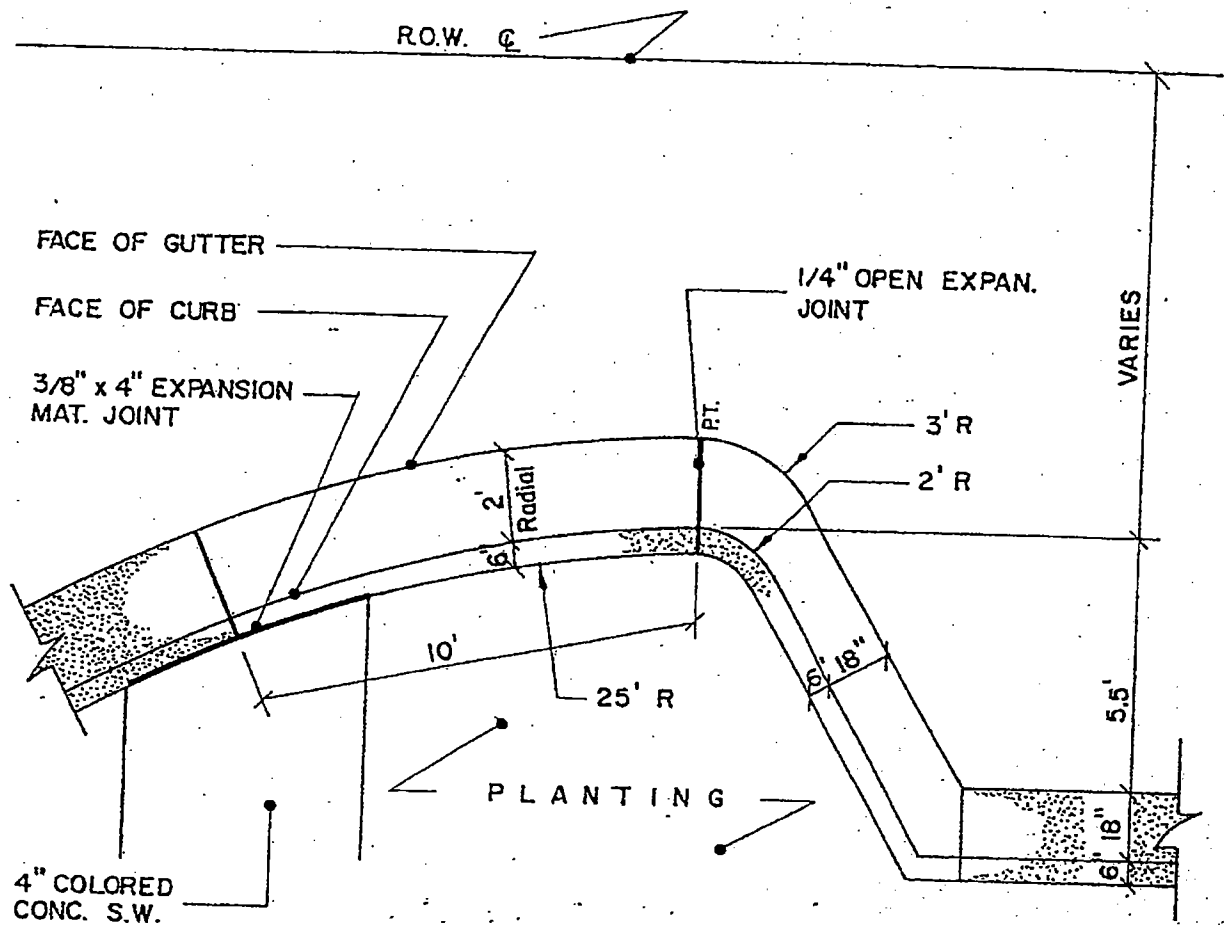 R.O.W. ℄
FACE OF GUTTER
FACE OF CURB
3/8" x 4" EXPANSION
MAT. JOINT
1/4" OPEN EXPAN.
JOINT
VARIES
P.T.
3' R
2' R
2'
Radial
6"
10'
25' R
6" 18"
5.5'
PLANTING
18"
6"
4" COLORED
CONC. S.W.